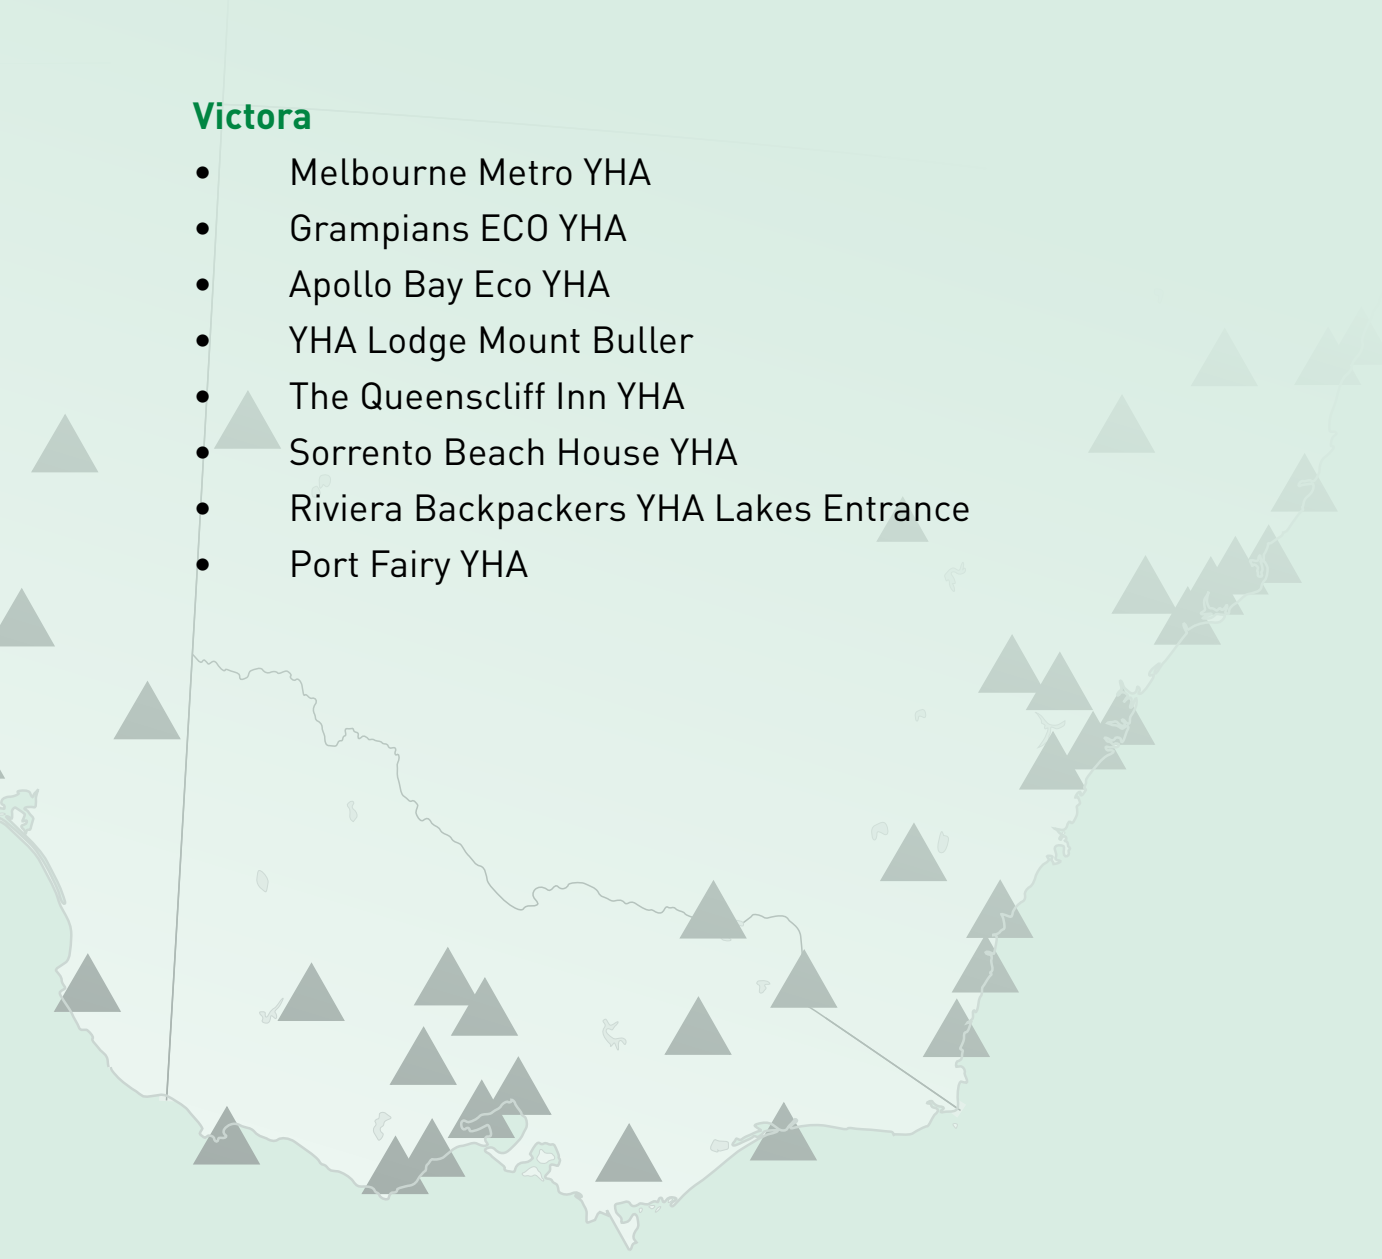 Victora
• Melbourne Metro YHA
• Grampians ECO YHA
• Apollo Bay Eco YHA
• YHA Lodge Mount Buller
• The Queenscliff Inn YHA
• Sorrento Beach House YHA
• Riviera Backpackers YHA Lakes Entrance
• Port Fairy YHA